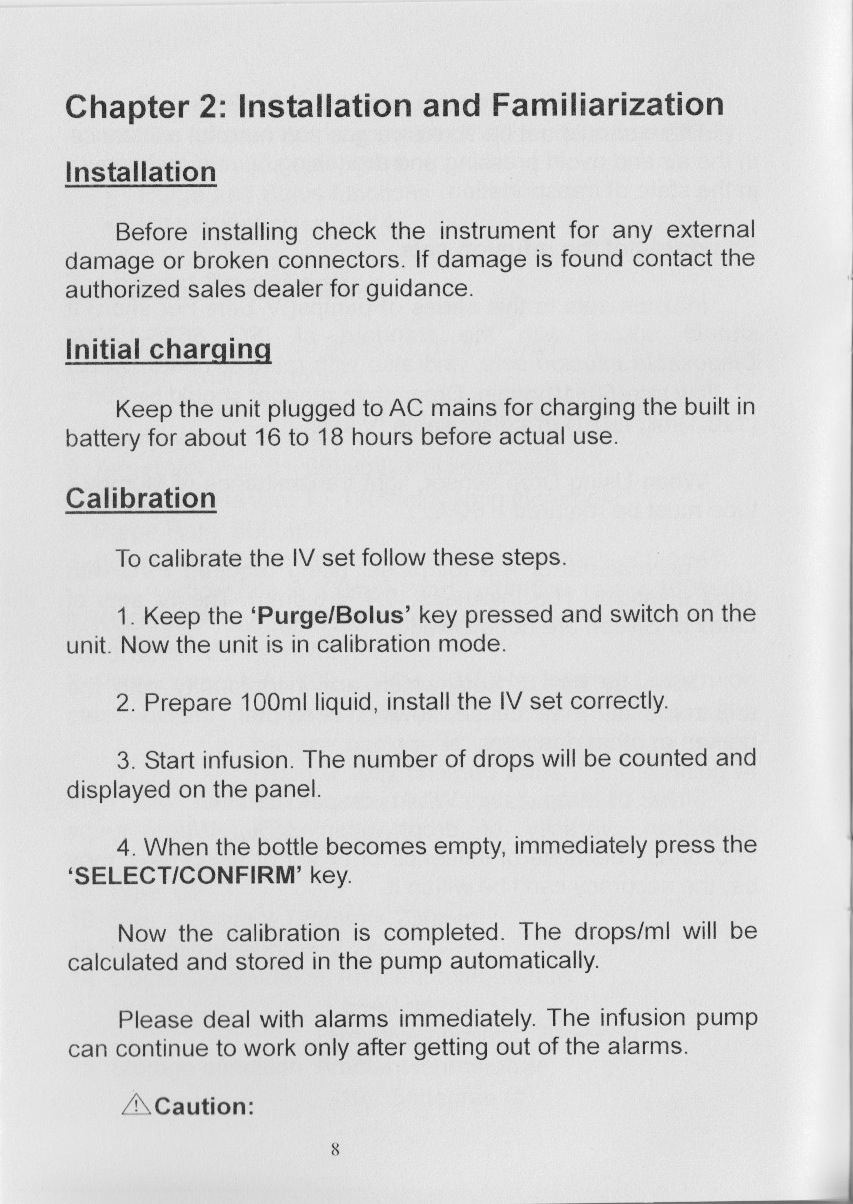 Chapter 2: Installation and Familiarization
Installation
Before installing check the instrument for any external
damage or broken connectors. If damage is found contact the
authorized sales dealer for guidance.
Initial charging
Keep the unit plugged to AC mains for charging the built in
battery for about 16 to 18 hours before actual use.
Calibration
To calibrate the IV set follow these steps.
1. Keep the ‘Purge/Bolus’ key pressed and switch on the
unit. Now the unit is in calibration mode.
2. Prepare 100ml liquid, install the IV set correctly.
3. Start infusion. The number of drops will be counted and
displayed on the panel.
4. When the bottle becomes empty, immediately press the
‘SELECT/CONFIRM’ key.
Now the calibration is completed. The drops/ml will be
calculated and stored in the pump automatically.
Please deal with alarms immediately. The infusion pump
can continue to work only after getting out of the alarms.
⚠Caution:
8